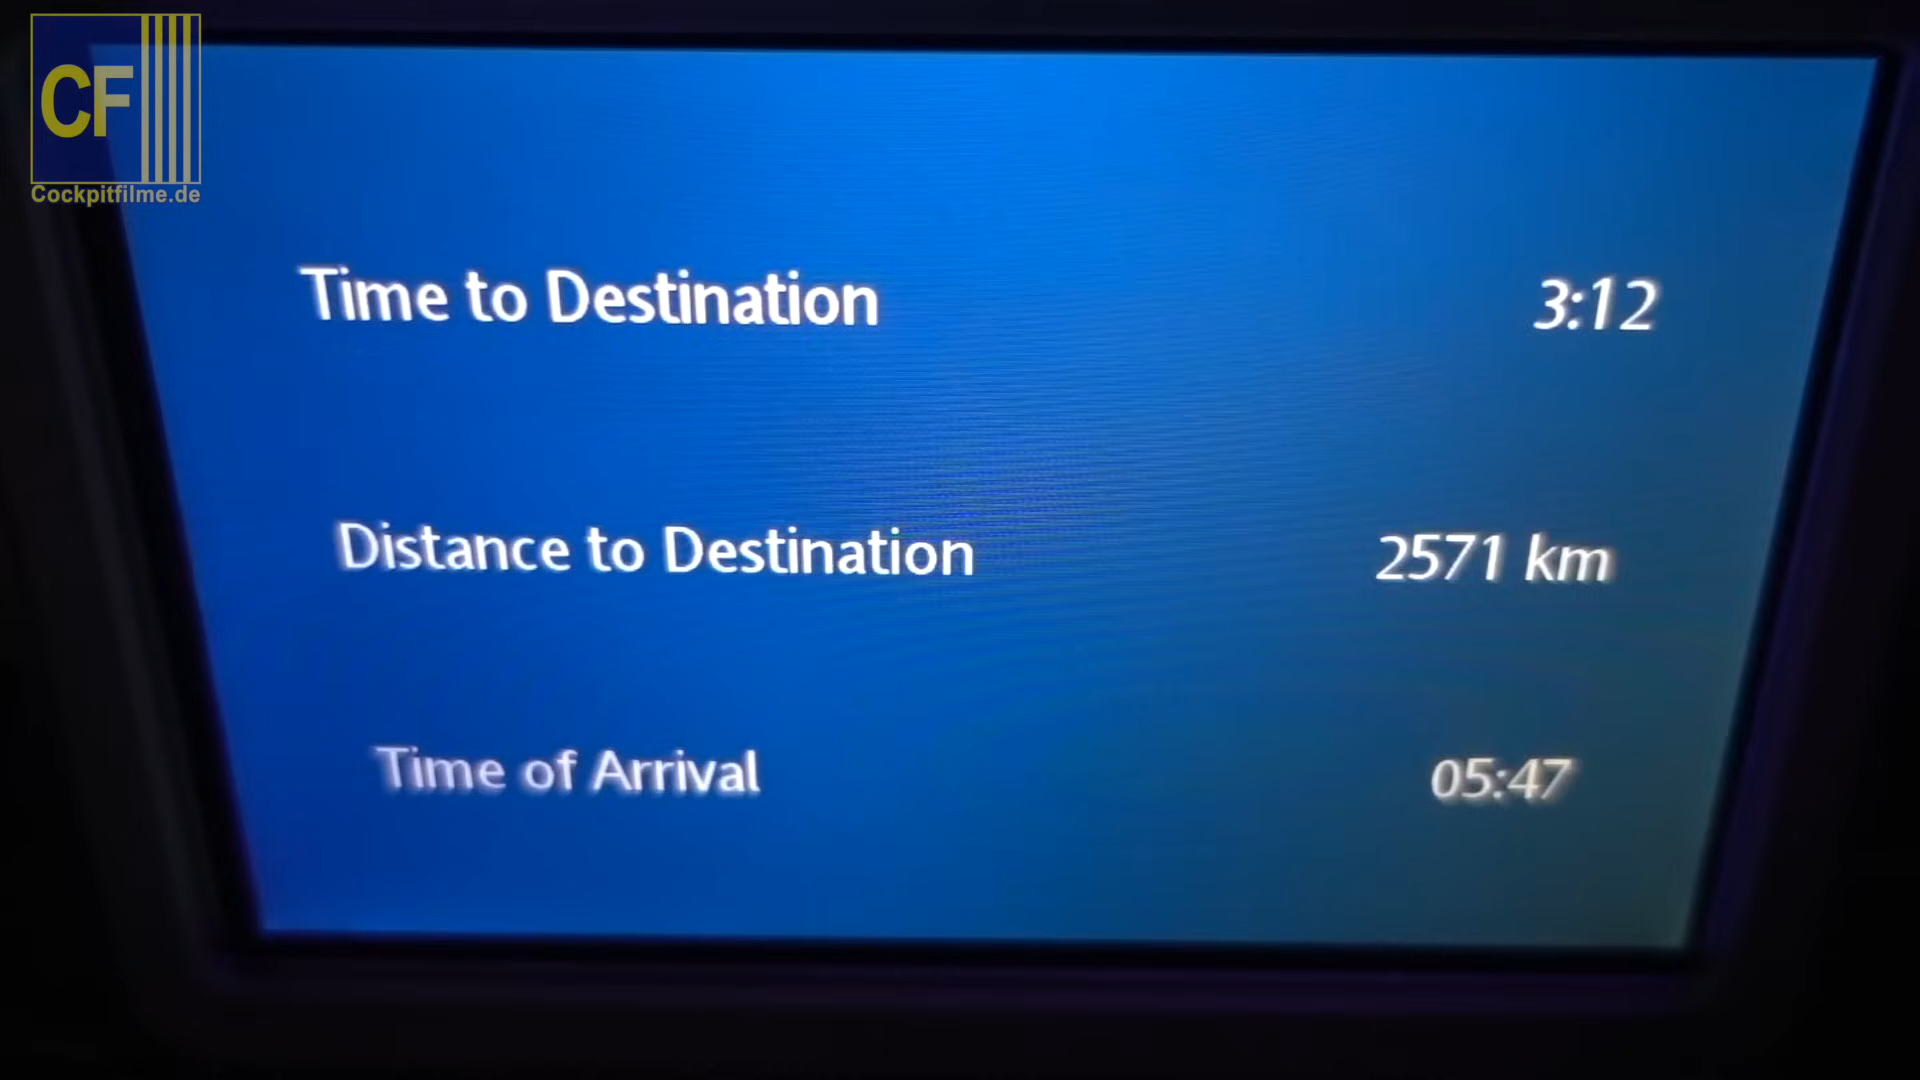 CF
Cockpitfilme.de
Time to Destination 3:12
Distance to Destination 2571 km
Time of Arrival 05:47